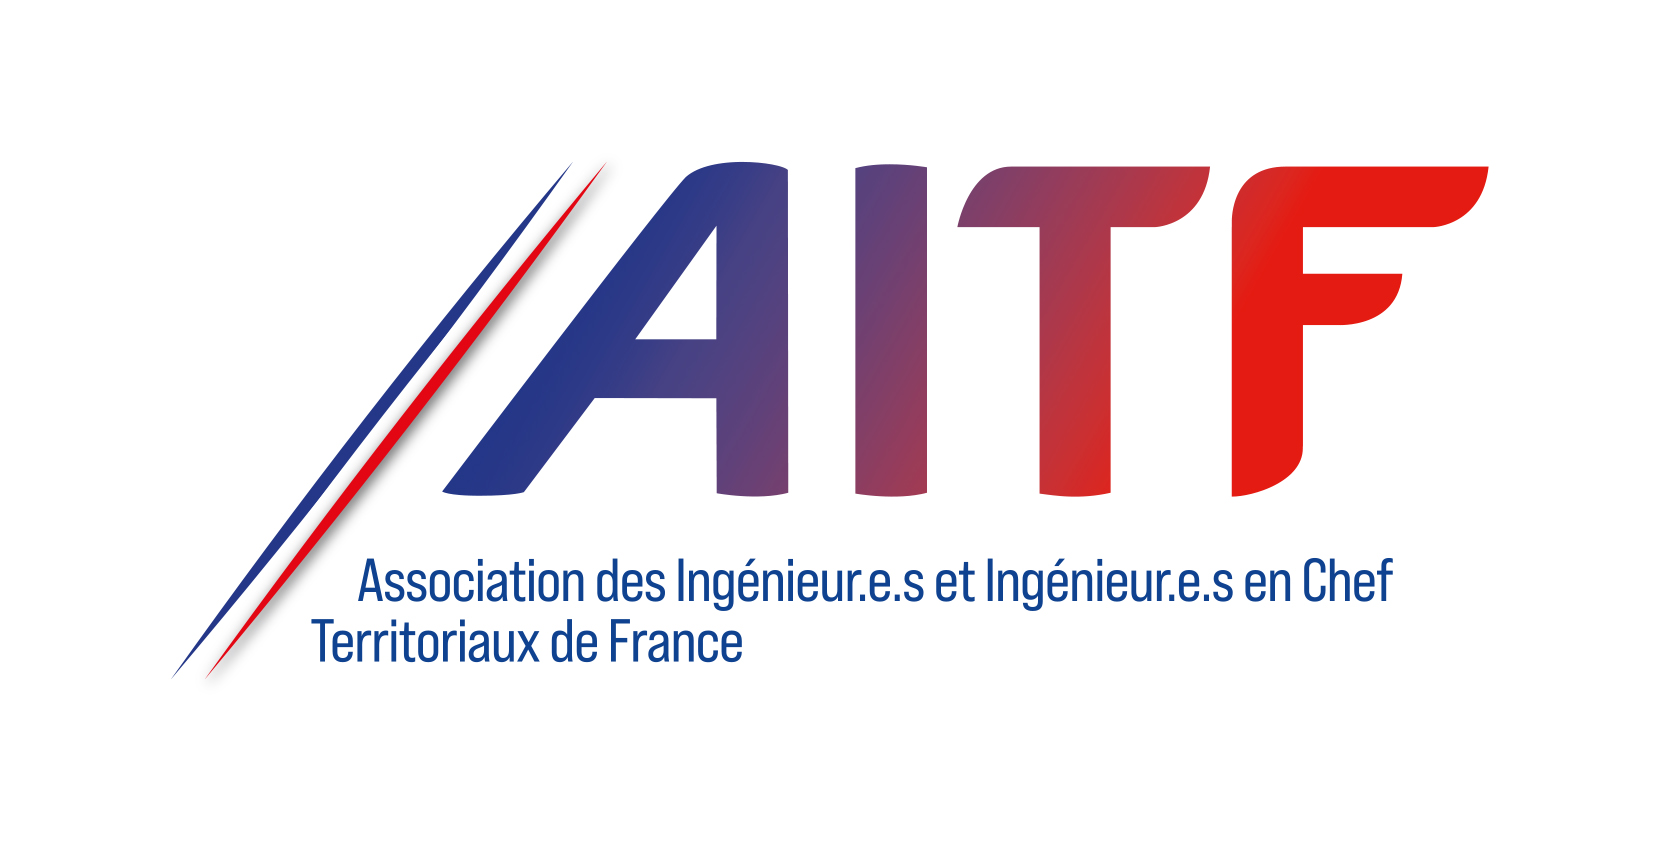 AITF
Association des Ingénieur.e.s et Ingénieur.e.s en Chef
Territoriaux de France